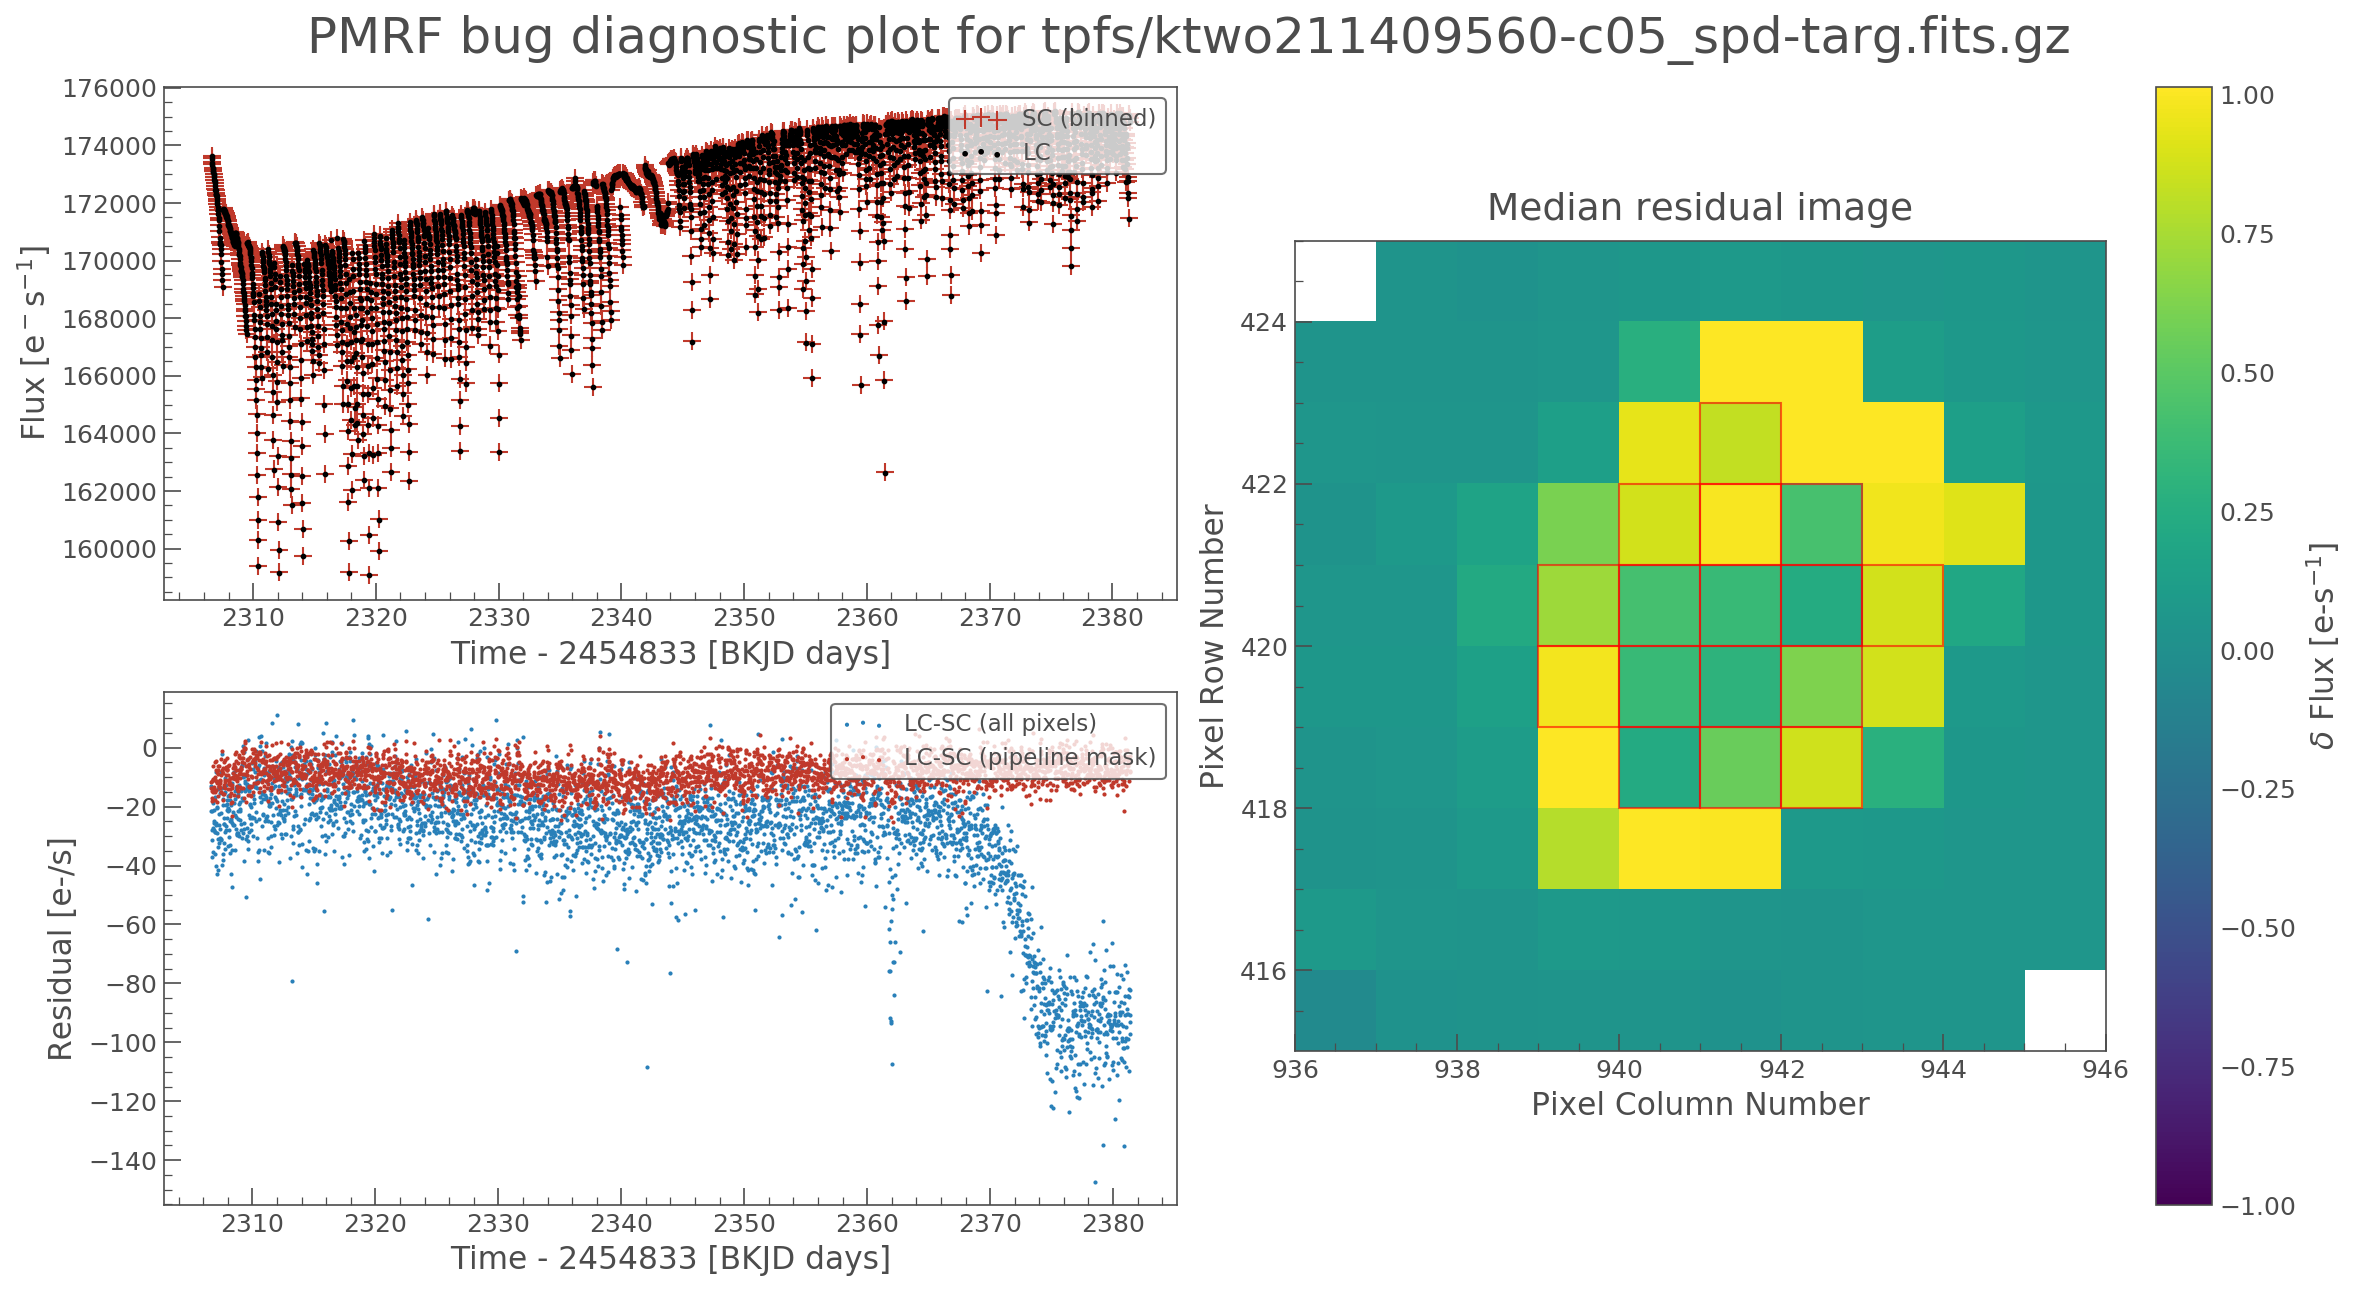 PMRF bug diagnostic plot for tpfs/ktwo211409560-c05_spd-targ.fits.gz
176000
174000
172000
170000
168000
166000
164000
162000
160000
Flux [e⁻ s⁻¹]
SC (binned)
LC
2310 2320 2330 2340 2350 2360 2370 2380
Time - 2454833 [BKJD days]
0
−20
−40
−60
−80
−100
−120
−140
Residual [e-/s]
LC-SC (all pixels)
LC-SC (pipeline mask)
2310 2320 2330 2340 2350 2360 2370 2380
Time - 2454833 [BKJD days]
Median residual image
424
422
420
418
416
Pixel Row Number
936 938 940 942 944 946
Pixel Column Number
1.00
0.75
0.50
0.25
0.00
−0.25
−0.50
−0.75
−1.00
δ Flux [e-s⁻¹]